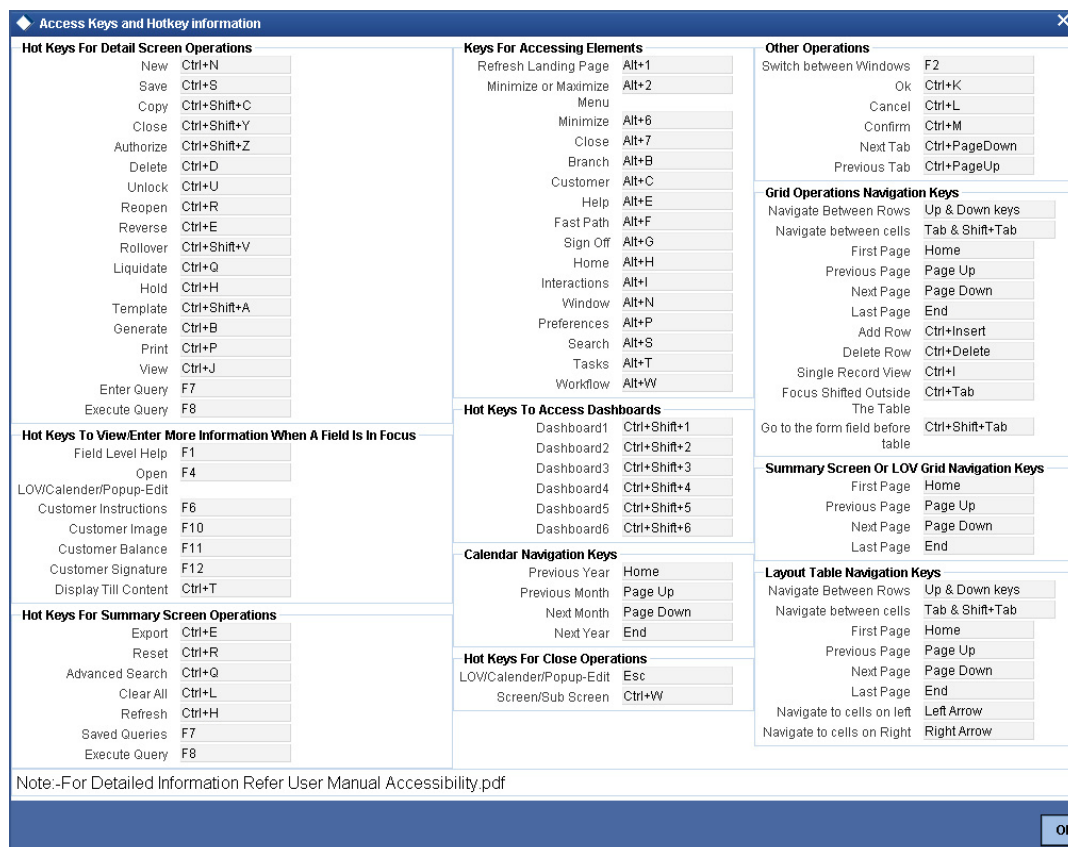 Access Keys and Hotkey information
Hot Keys For Detail Screen Operations
New Ctrl+N
Save Ctrl+S
Copy Ctrl+Shift+C
Close Ctrl+Shift+Y
Authorize Ctrl+Shift+Z
Delete Ctrl+D
Unlock Ctrl+U
Reopen Ctrl+R
Reverse Ctrl+E
Rollover Ctrl+Shift+V
Liquidate Ctrl+Q
Hold Ctrl+H
Template Ctrl+Shift+A
Generate Ctrl+B
Print Ctrl+P
View Ctrl+J
Enter Query F7
Execute Query F8
Hot Keys To View/Enter More Information When A Field Is In Focus
Field Level Help F1
Open F4
LOV/Calender/Popup-Edit
Customer Instructions F6
Customer Image F10
Customer Balance F11
Customer Signature F12
Display Till Content Ctrl+T
Hot Keys For Summary Screen Operations
Export Ctrl+E
Reset Ctrl+R
Advanced Search Ctrl+Q
Clear All Ctrl+L
Refresh Ctrl+H
Saved Queries F7
Execute Query F8
Keys For Accessing Elements
Refresh Landing Page Alt+1
Minimize or Maximize Alt+2
Menu
Minimize Alt+6
Close Alt+7
Branch Alt+B
Customer Alt+C
Help Alt+E
Fast Path Alt+F
Sign Off Alt+G
Home Alt+H
Interactions Alt+I
Window Alt+N
Preferences Alt+P
Search Alt+S
Tasks Alt+T
Workflow Alt+W
Hot Keys To Access Dashboards
Dashboard1 Ctrl+Shift+1
Dashboard2 Ctrl+Shift+2
Dashboard3 Ctrl+Shift+3
Dashboard4 Ctrl+Shift+4
Dashboard5 Ctrl+Shift+5
Dashboard6 Ctrl+Shift+6
Calendar Navigation Keys
Previous Year Home
Previous Month Page Up
Next Month Page Down
Next Year End
Hot Keys For Close Operations
LOV/Calender/Popup-Edit Esc
Screen/Sub Screen Ctrl+W
Other Operations
Switch between Windows F2
Ok Ctrl+K
Cancel Ctrl+L
Confirm Ctrl+M
Next Tab Ctrl+PageDown
Previous Tab Ctrl+PageUp
Grid Operations Navigation Keys
Navigate Between Rows Up & Down keys
Navigate between cells Tab & Shift+Tab
First Page Home
Previous Page Page Up
Next Page Page Down
Last Page End
Add Row Ctrl+Insert
Delete Row Ctrl+Delete
Single Record View Ctrl+I
Focus Shifted Outside Ctrl+Tab
The Table
Go to the form field before Ctrl+Shift+Tab
table
Summary Screen Or LOV Grid Navigation Keys
First Page Home
Previous Page Page Up
Next Page Page Down
Last Page End
Layout Table Navigation Keys
Navigate Between Rows Up & Down keys
Navigate between cells Tab & Shift+Tab
First Page Home
Previous Page Page Up
Next Page Page Down
Last Page End
Navigate to cells on left Left Arrow
Navigate to cells on Right Right Arrow
Note:-For Detailed Information Refer User Manual Accessibility.pdf